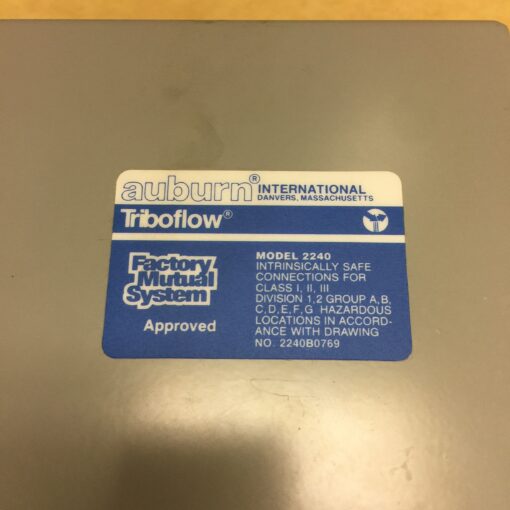 auburn® INTERNATIONAL
DANVERS, MASSACHUSETTS
Triboflow®
Factory
Mutual
System
Approved
MODEL 2240
INTRINSICALLY SAFE
CONNECTIONS FOR
CLASS I, II, III
DIVISION 1,2 GROUP A,B,
C,D,E,F,G HAZARDOUS
LOCATIONS IN ACCORD-
ANCE WITH DRAWING
NO. 2240B0769